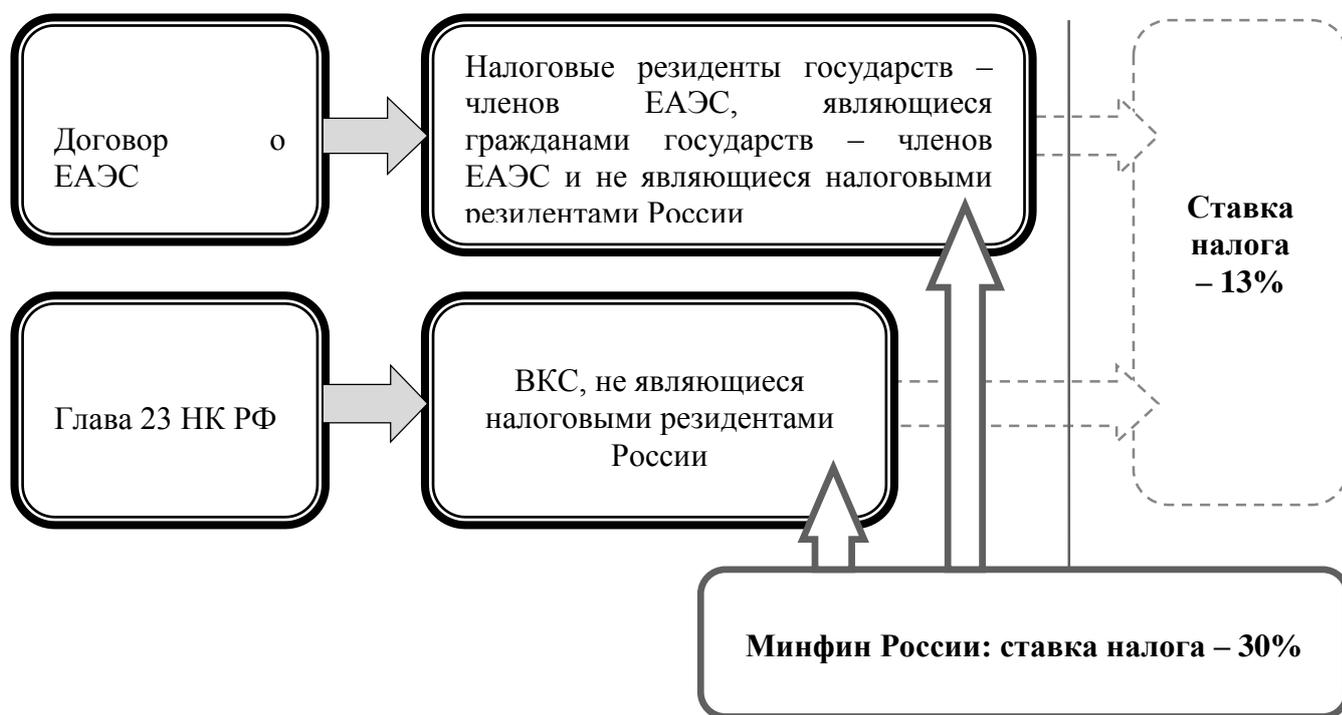 Договор о
ЕАЭС
Налоговые резиденты государств –
членов ЕАЭС, являющиеся
гражданами государств – членов
ЕАЭС и не являющиеся налоговыми
резидентами России
Ставка
налога
– 13%
Глава 23 НК РФ
ВКС, не являющиеся
налоговыми резидентами
России
Минфин России: ставка налога – 30%